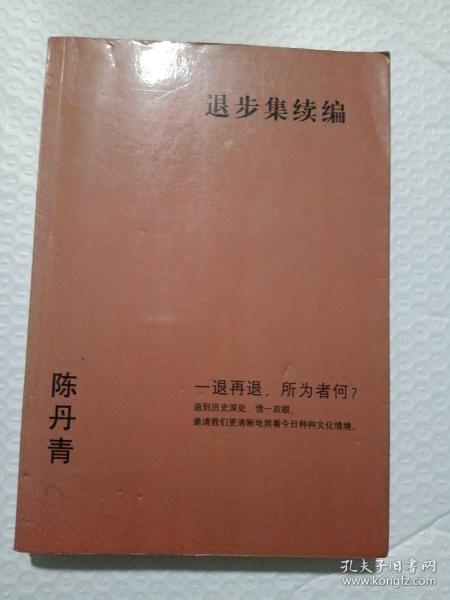 退步集续编
陈丹青
一退再退，所为者何？
退到历史深处，借一双眼，
邀请我们更清晰地照看今日种种文化情境。
孔夫子旧书网
www.kongfz.com